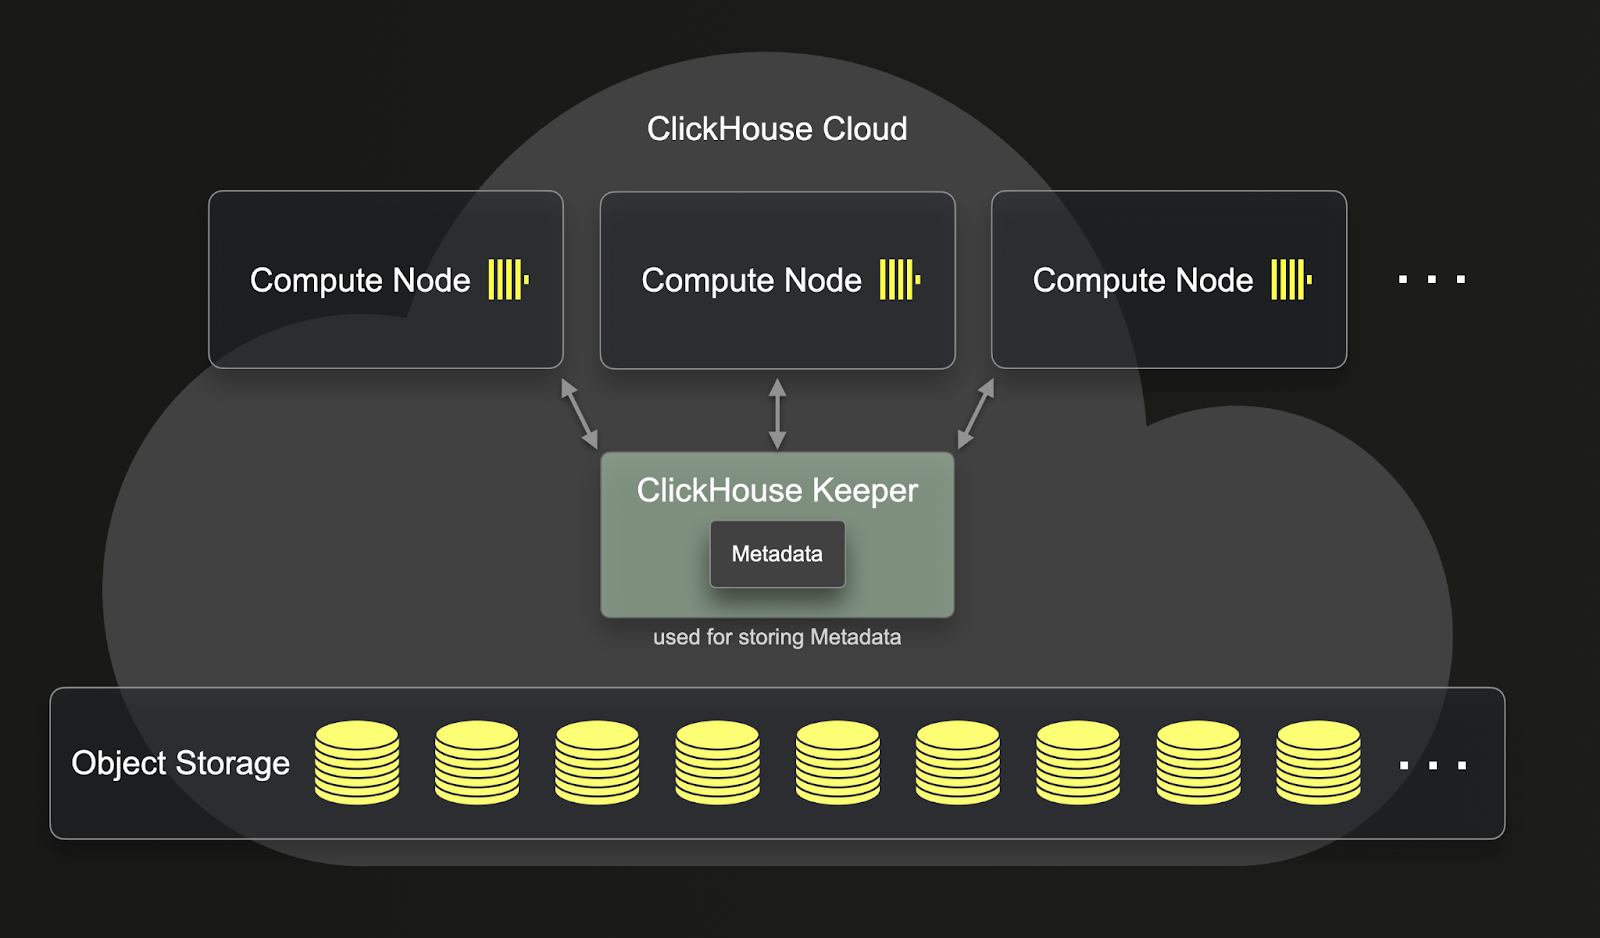 ClickHouse Cloud
Compute Node
Compute Node
Compute Node
...
ClickHouse Keeper
Metadata
used for storing Metadata
Object Storage
...